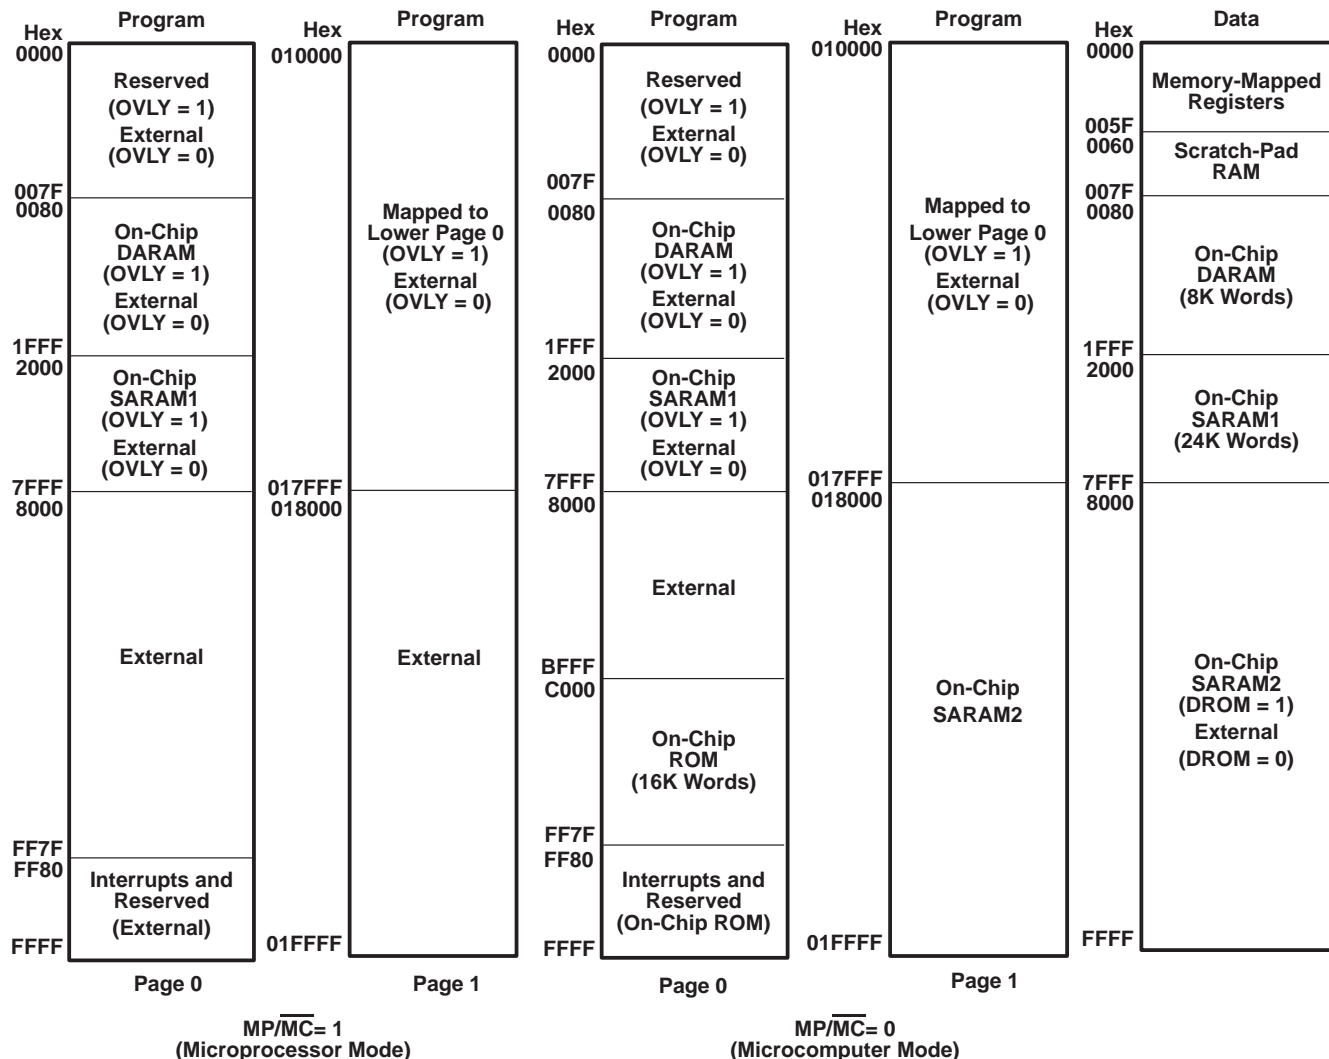 Hex
Program
0000
Reserved
(OVLY = 1)
External
(OVLY = 0)
007F
0080
On-Chip
DARAM
(OVLY = 1)
External
(OVLY = 0)
1FFF
2000
On-Chip
SARAM1
(OVLY = 1)
External
(OVLY = 0)
7FFF
8000
External
FF7F
FF80
Interrupts and
Reserved
(External)
FFFF
Page 0
Hex
Program
010000
Mapped to
Lower Page 0
(OVLY = 1)
External
(OVLY = 0)
017FFF
018000
External
01FFFF
Page 1
MP/MC= 1
(Microprocessor Mode)
Hex
Program
0000
Reserved
(OVLY = 1)
External
(OVLY = 0)
007F
0080
On-Chip
DARAM
(OVLY = 1)
External
(OVLY = 0)
1FFF
2000
On-Chip
SARAM1
(OVLY = 1)
External
(OVLY = 0)
7FFF
8000
External
BFFF
C000
On-Chip
ROM
(16K Words)
FF7F
FF80
Interrupts and
Reserved
(On-Chip ROM)
FFFF
Page 0
Hex
Program
010000
Mapped to
Lower Page 0
(OVLY = 1)
External
(OVLY = 0)
017FFF
018000
On-Chip
SARAM2
01FFFF
Page 1
MP/MC= 0
(Microcomputer Mode)
Hex
Data
0000
Memory-Mapped
Registers
005F
0060
Scratch-Pad
RAM
007F
0080
On-Chip
DARAM
(8K Words)
1FFF
2000
On-Chip
SARAM1
(24K Words)
7FFF
8000
On-Chip
SARAM2
(DROM = 1)
External
(DROM = 0)
FFFF